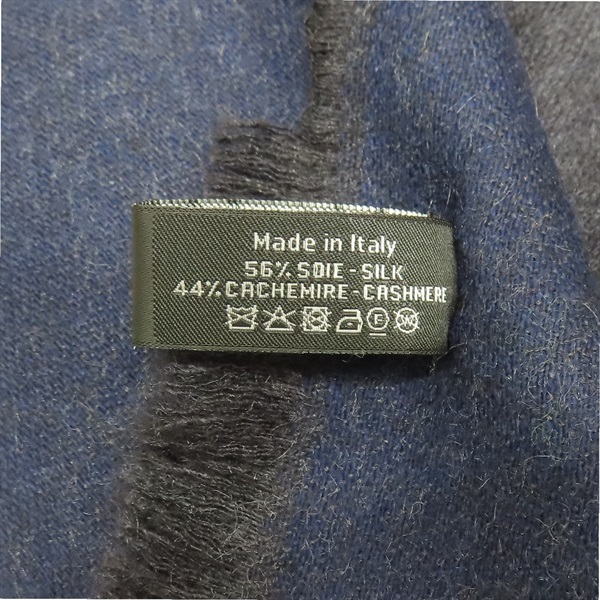 Made in Italy
56% SOIE - SILK
44% CACHEMIRE - CASHMERE
F W